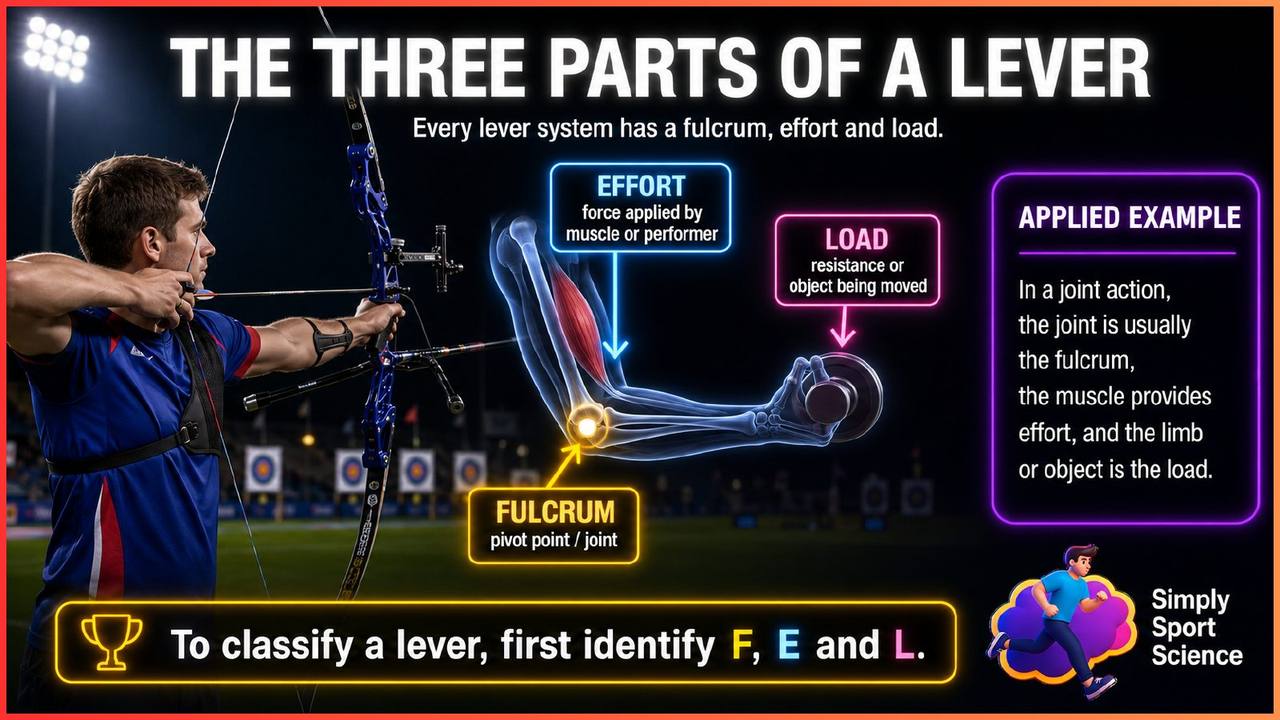 THE THREE PARTS OF A LEVER
Every lever system has a fulcrum, effort and load.
EFFORT
force applied by
muscle or performer
LOAD
resistance or
object being moved
FULCRUM
pivot point / joint
APPLIED EXAMPLE
In a joint action,
the joint is usually
the fulcrum,
the muscle provides
effort, and the limb
or object is the load.
To classify a lever, first identify F, E and L.
Simply
Sport
Science